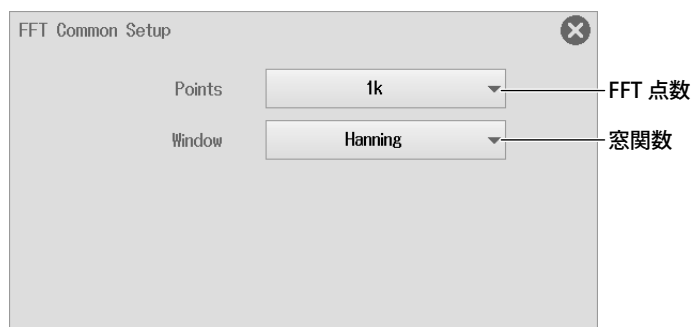 FFT Common Setup
Points 1k FFT 点数
Window Hanning 窓関数